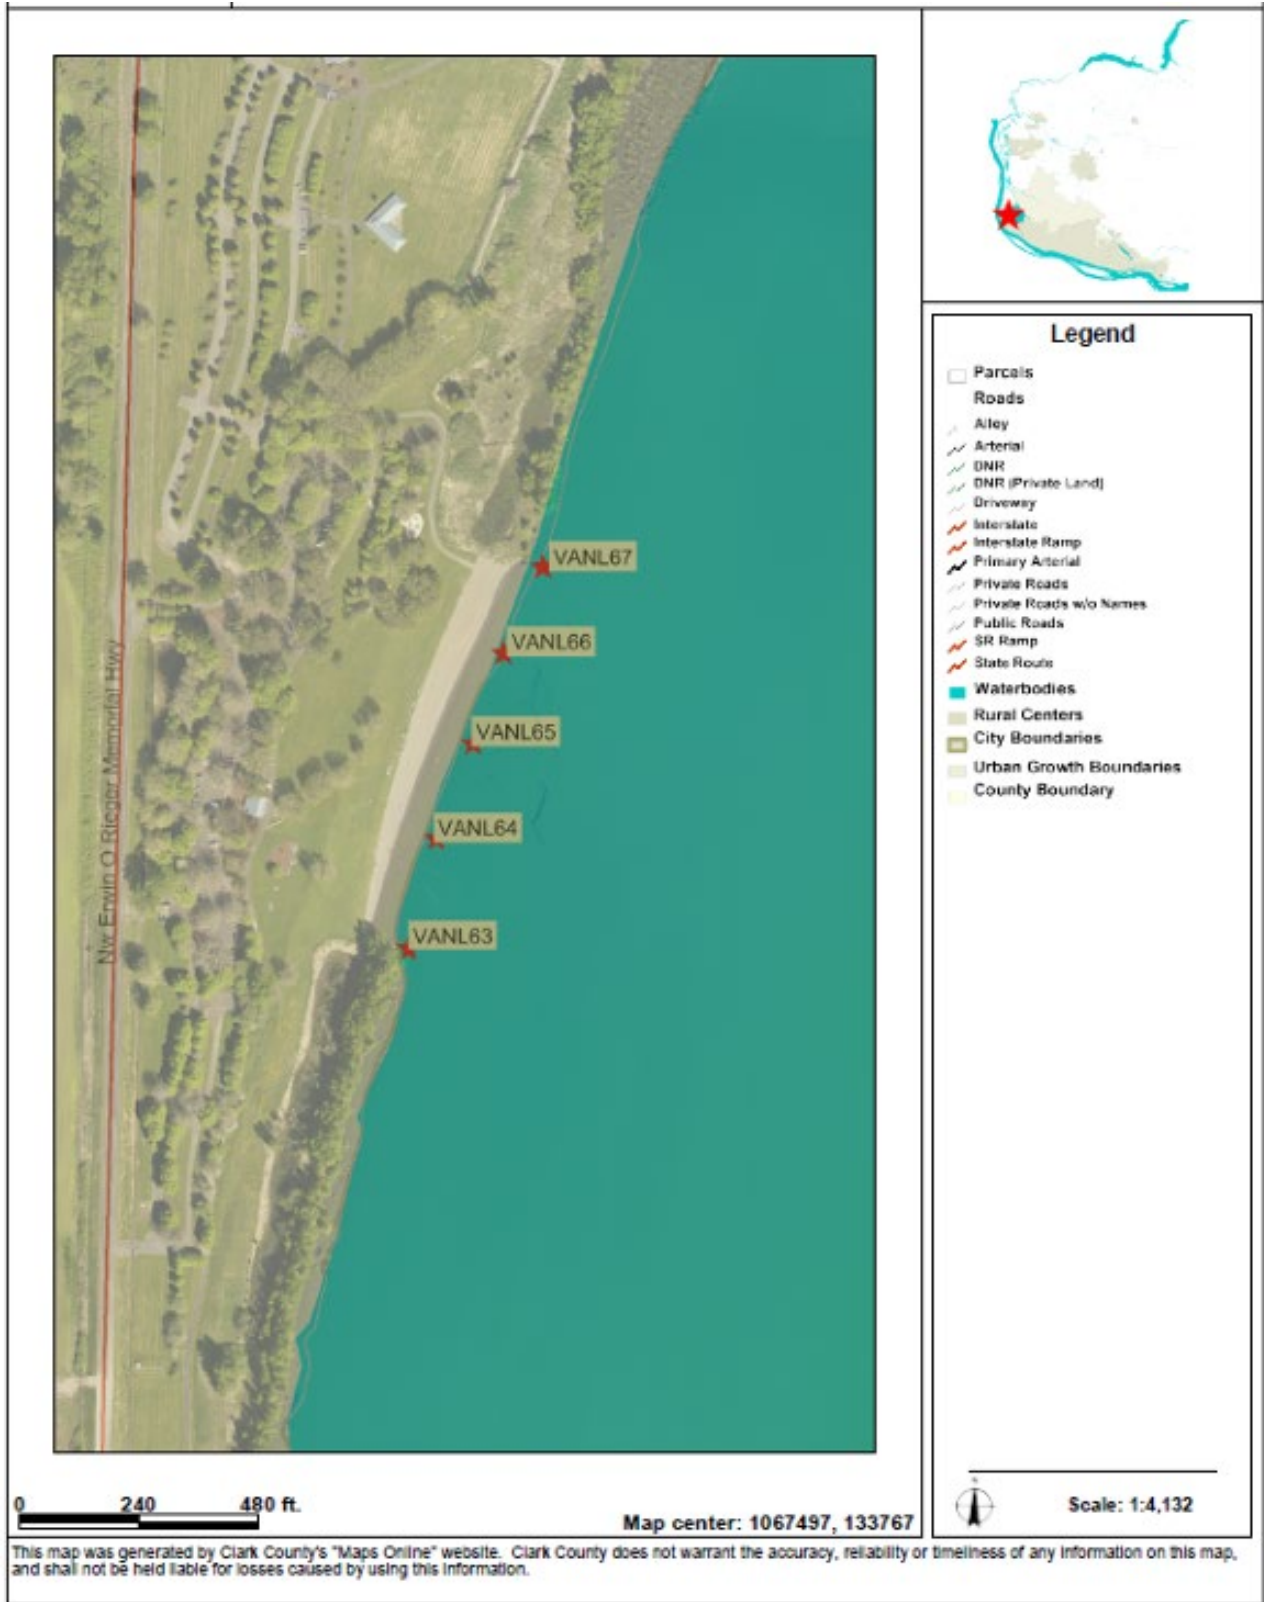 VANL67
VANL66
VANL65
VANL64
VANL63
Nw Erwin O Rieger Memorial Hwy
Legend
Parcels
Roads
Alley
Arterial
DNR
DNR (Private Land)
Driveway
Interstate
Interstate Ramp
Primary Arterial
Private Roads
Private Roads w/o Names
Public Roads
SR Ramp
State Route
Waterbodies
Rural Centers
City Boundaries
Urban Growth Boundaries
County Boundary
N
Scale: 1:4,132
0 240 480 ft.
Map center: 1067497, 133767
This map was generated by Clark County's "Maps Online" website. Clark County does not warrant the accuracy, reliability or timeliness of any information on this map,
and shall not be held liable for losses caused by using this information.